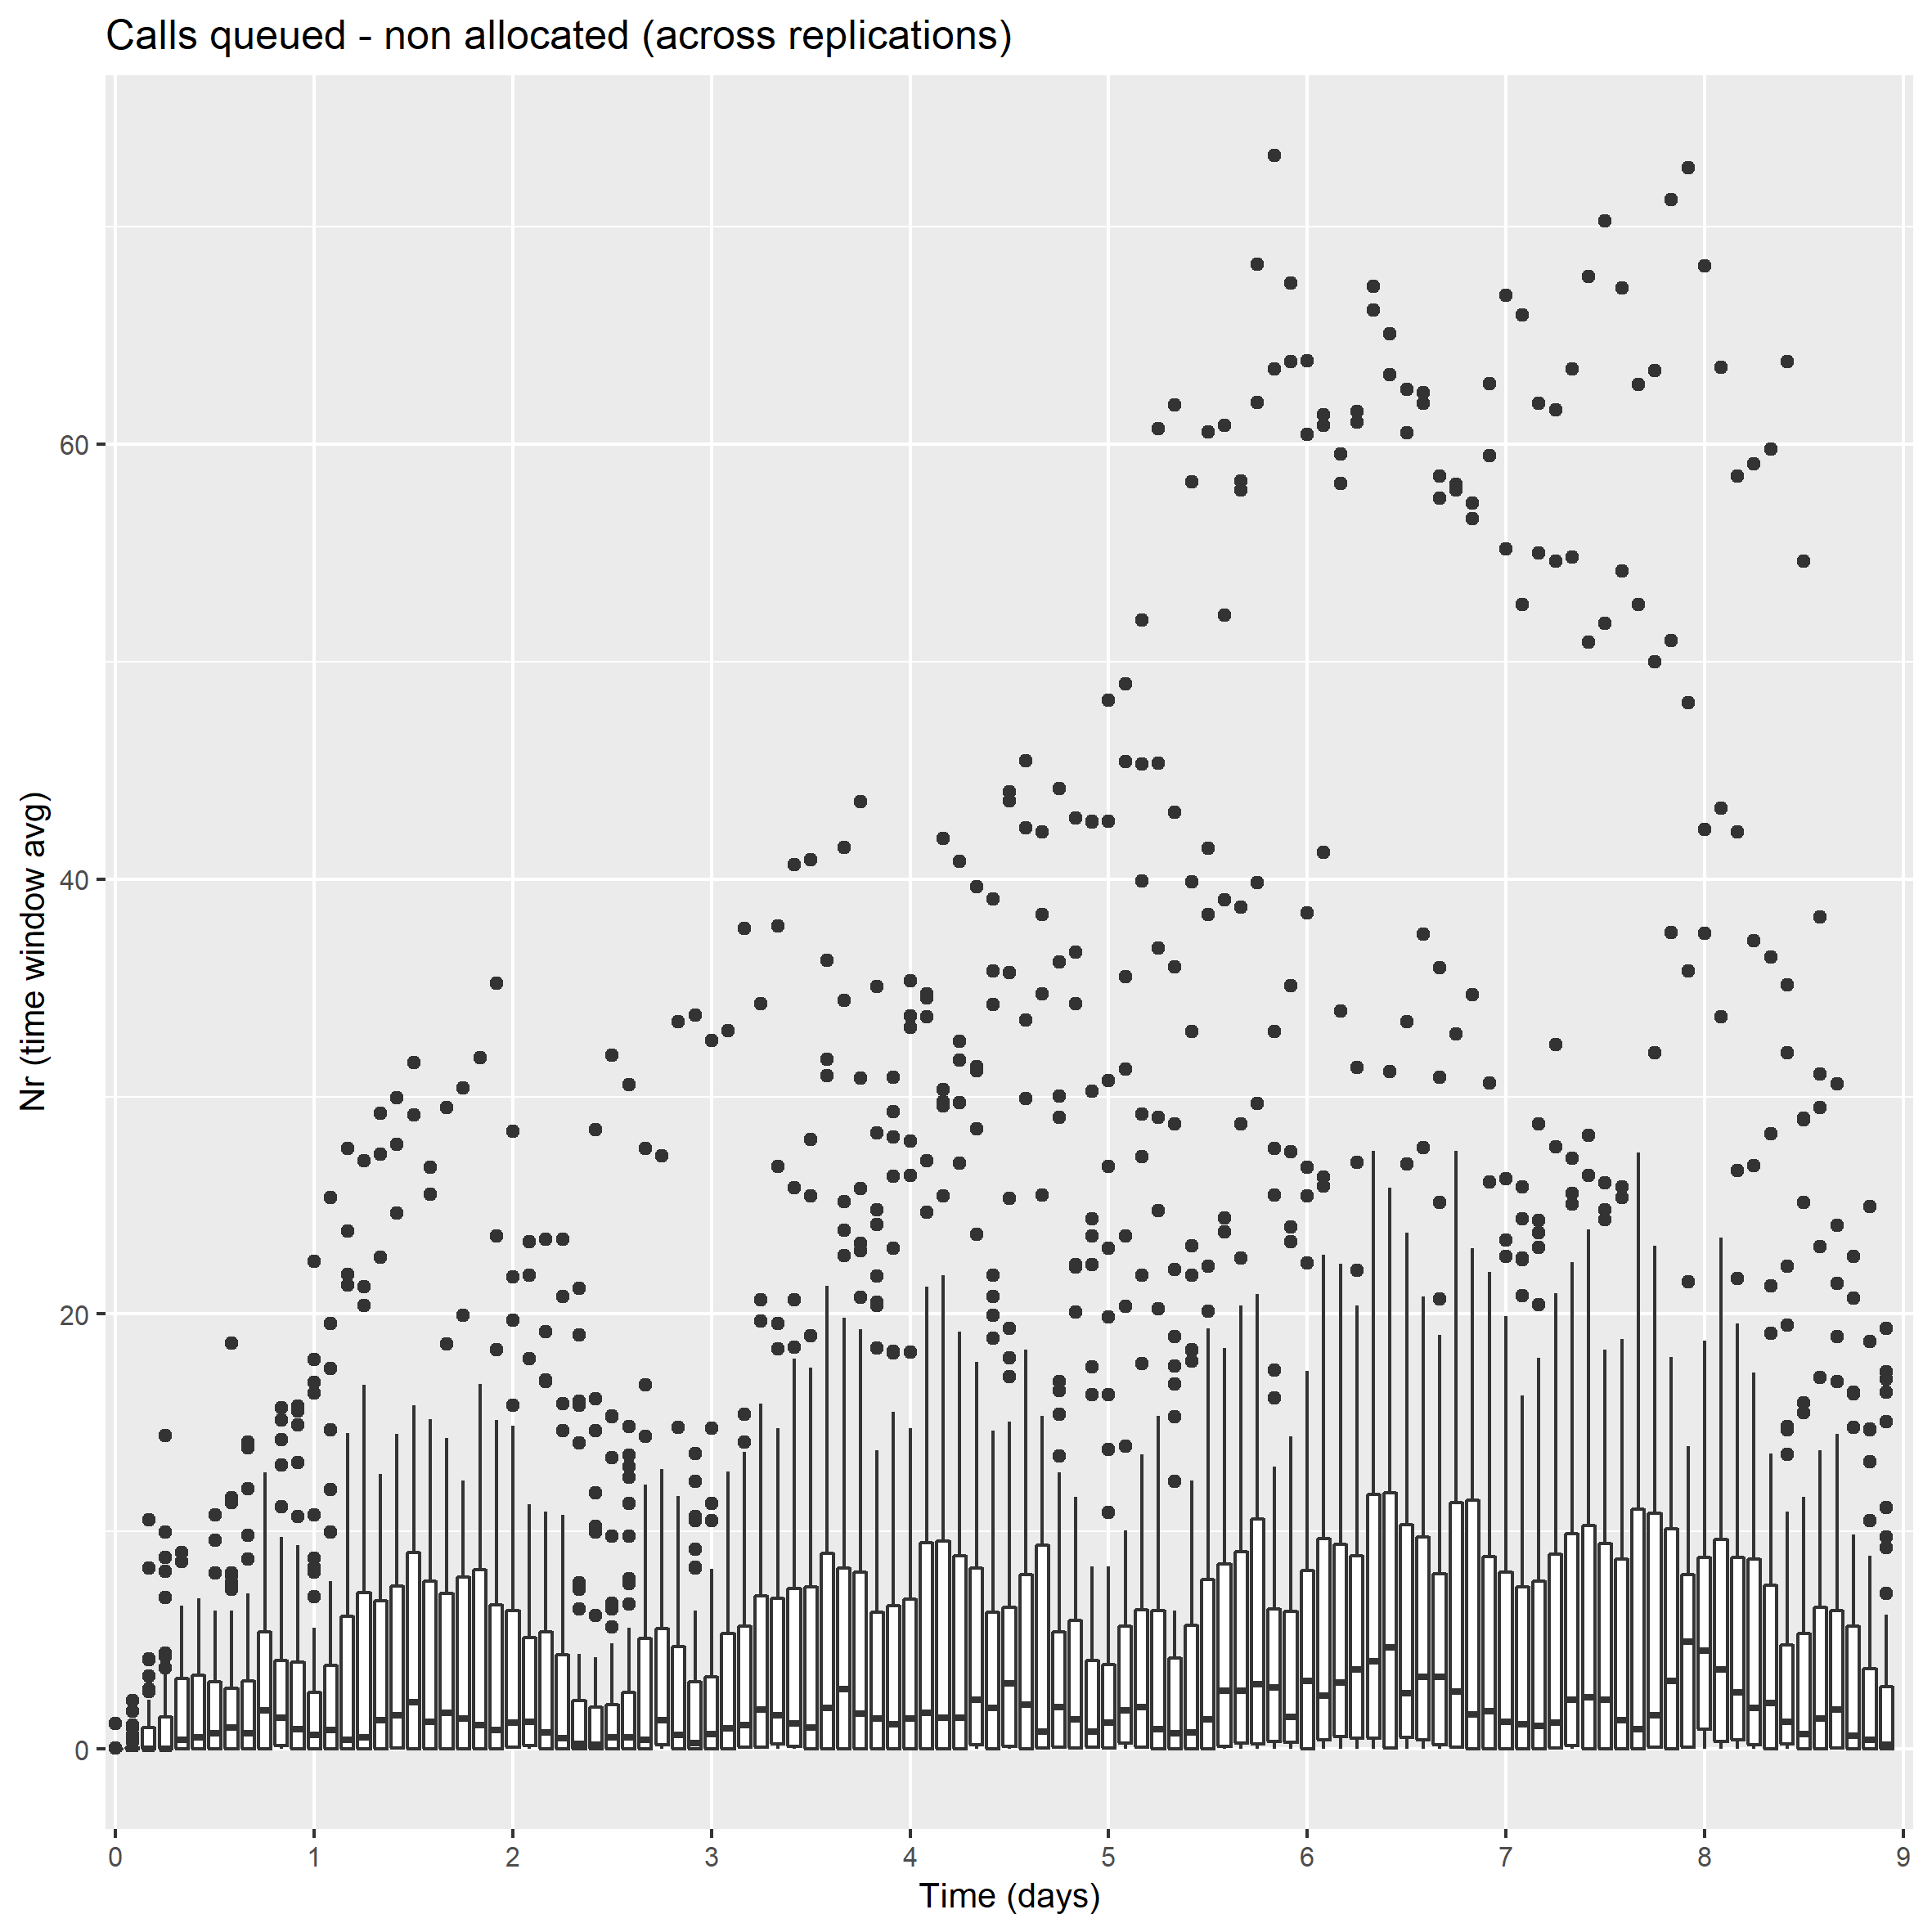 Calls queued - non allocated (across replications)
Nr (time window avg)
60
40
20
0
0 1 2 3 4 5 6 7 8 9
Time (days)